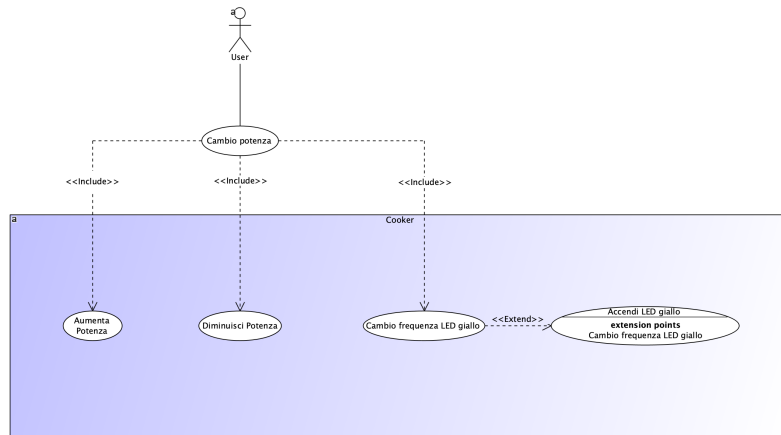 a
User
Cambio potenza
<<Include>>
<<Include>>
<<Include>>
a
Cooker
Aumenta
Potenza
Diminuisci Potenza
Cambio frequenza LED giallo
<<Extend>>
Accendi LED giallo
extension points
Cambio frequenza LED giallo